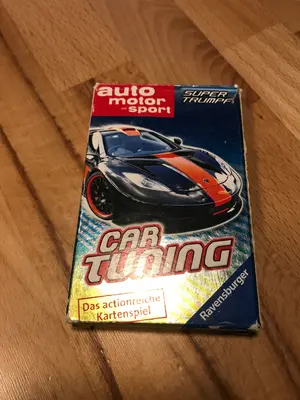 auto
motor
und
sport
SUPER
TRUMPF
CAR
TUNING
Das actionreiche
Kartenspiel
Ravensburger